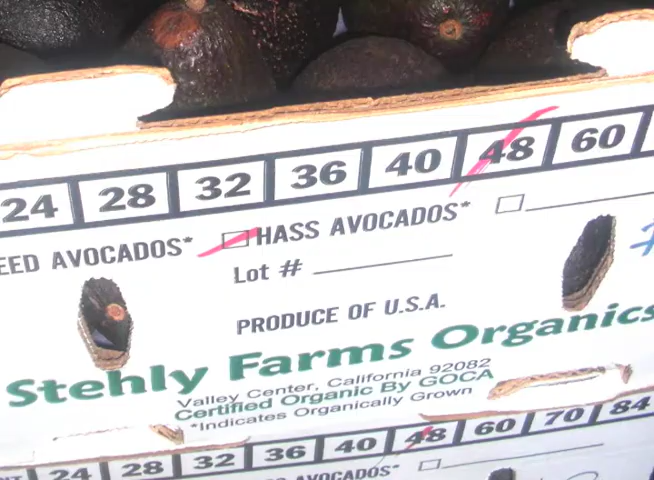 24 28 32 36 40 48 60
EED AVOCADOS* HASS AVOCADOS*
Lot #
PRODUCE OF U.S.A.
Stehly Farms Organics
Valley Center, California 92082
Certified Organic By GOCA
*Indicates Organically Grown
24 28 32 36 40 48 60 70 84
AVOCADOS*